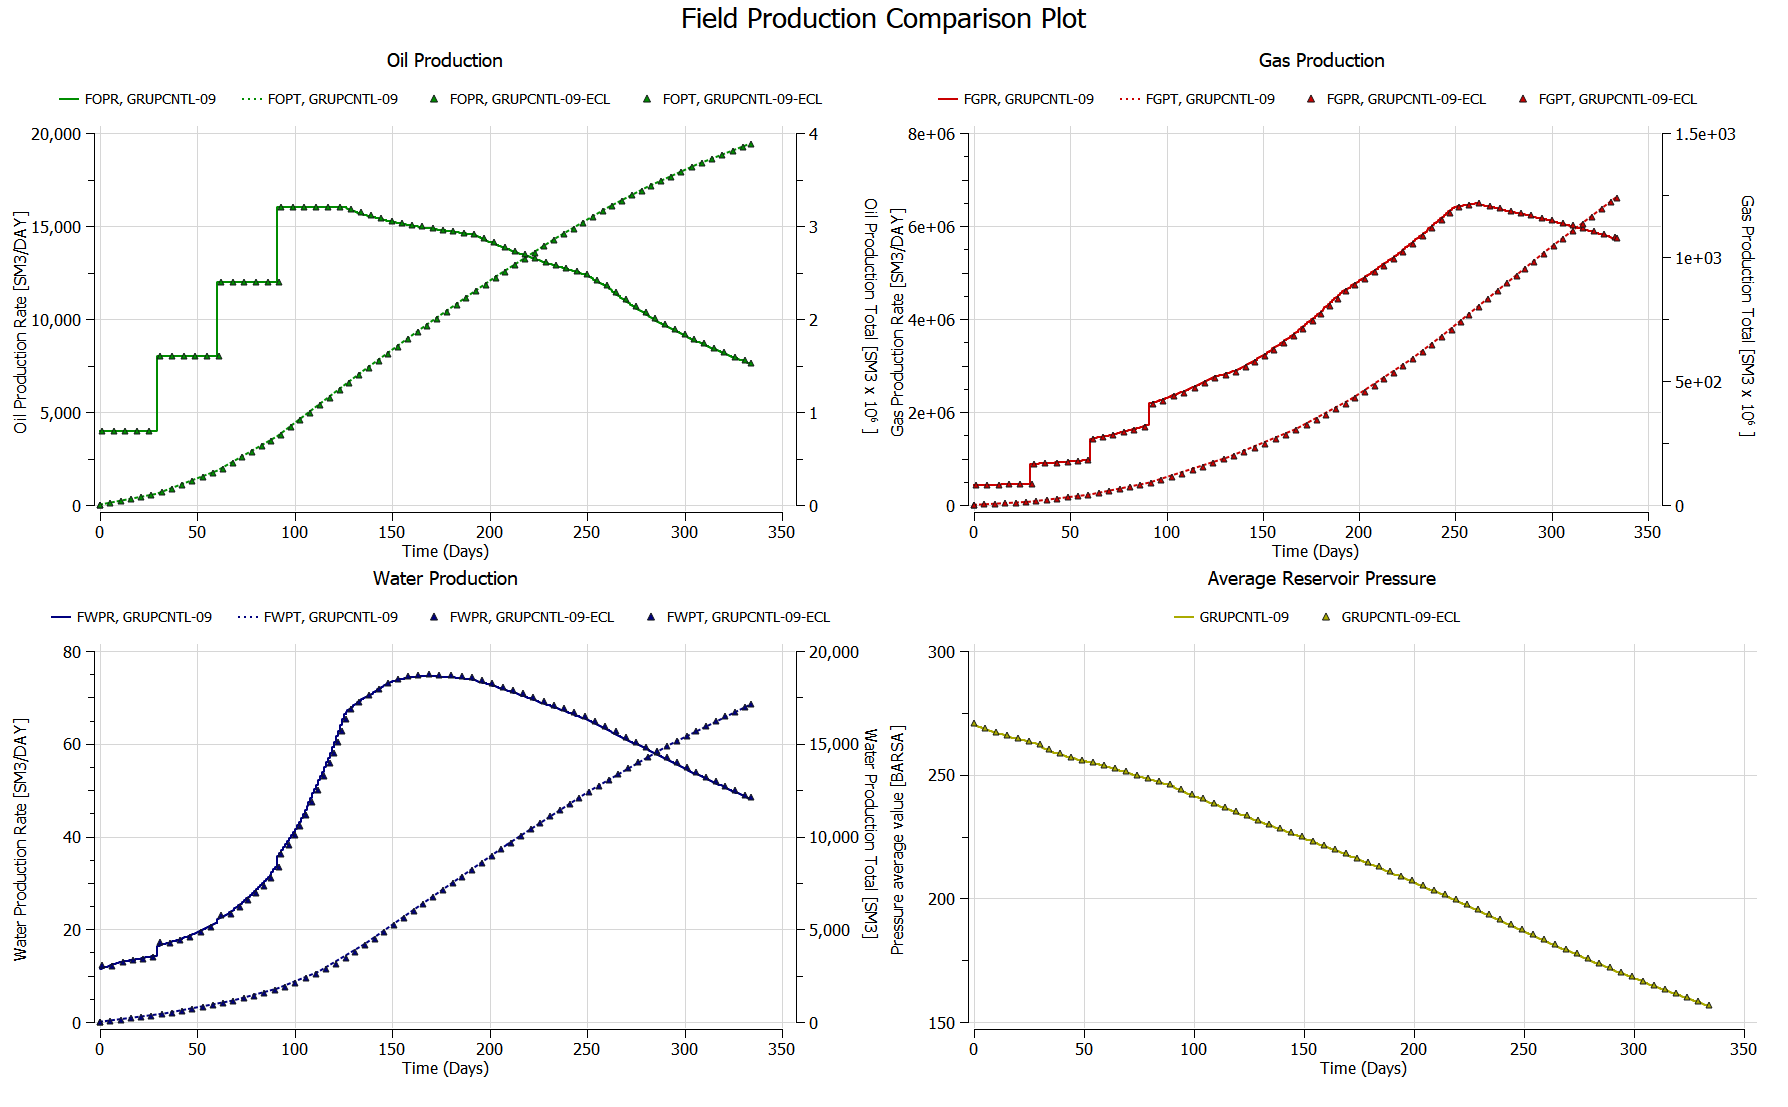 Field Production Comparison Plot
Oil Production
FOPR, GRUPCNTL-09 FOPT, GRUPCNTL-09 FOPR, GRUPCNTL-09-ECL FOPT, GRUPCNTL-09-ECL
20,000
15,000
10,000
5,000
0
Oil Production Rate [SM3/DAY]
4
3
2
1
0
Oil Production Total [SM3 x 10⁶ ]
0 50 100 150 200 250 300 350
Time (Days)
Gas Production
FGPR, GRUPCNTL-09 FGPT, GRUPCNTL-09 FGPR, GRUPCNTL-09-ECL FGPT, GRUPCNTL-09-ECL
8e+06
6e+06
4e+06
2e+06
0
Gas Production Rate [SM3/DAY]
1.5e+03
1e+03
5e+02
0
Gas Production Total [SM3 x 10⁶ ]
0 50 100 150 200 250 300 350
Time (Days)
Water Production
FWPR, GRUPCNTL-09 FWPT, GRUPCNTL-09 FWPR, GRUPCNTL-09-ECL FWPT, GRUPCNTL-09-ECL
80
60
40
20
0
Water Production Rate [SM3/DAY]
20,000
15,000
10,000
5,000
0
Water Production Total [SM3]
0 50 100 150 200 250 300 350
Time (Days)
Average Reservoir Pressure
GRUPCNTL-09 GRUPCNTL-09-ECL
300
250
200
150
Pressure average value [BARSA]
0 50 100 150 200 250 300 350
Time (Days)